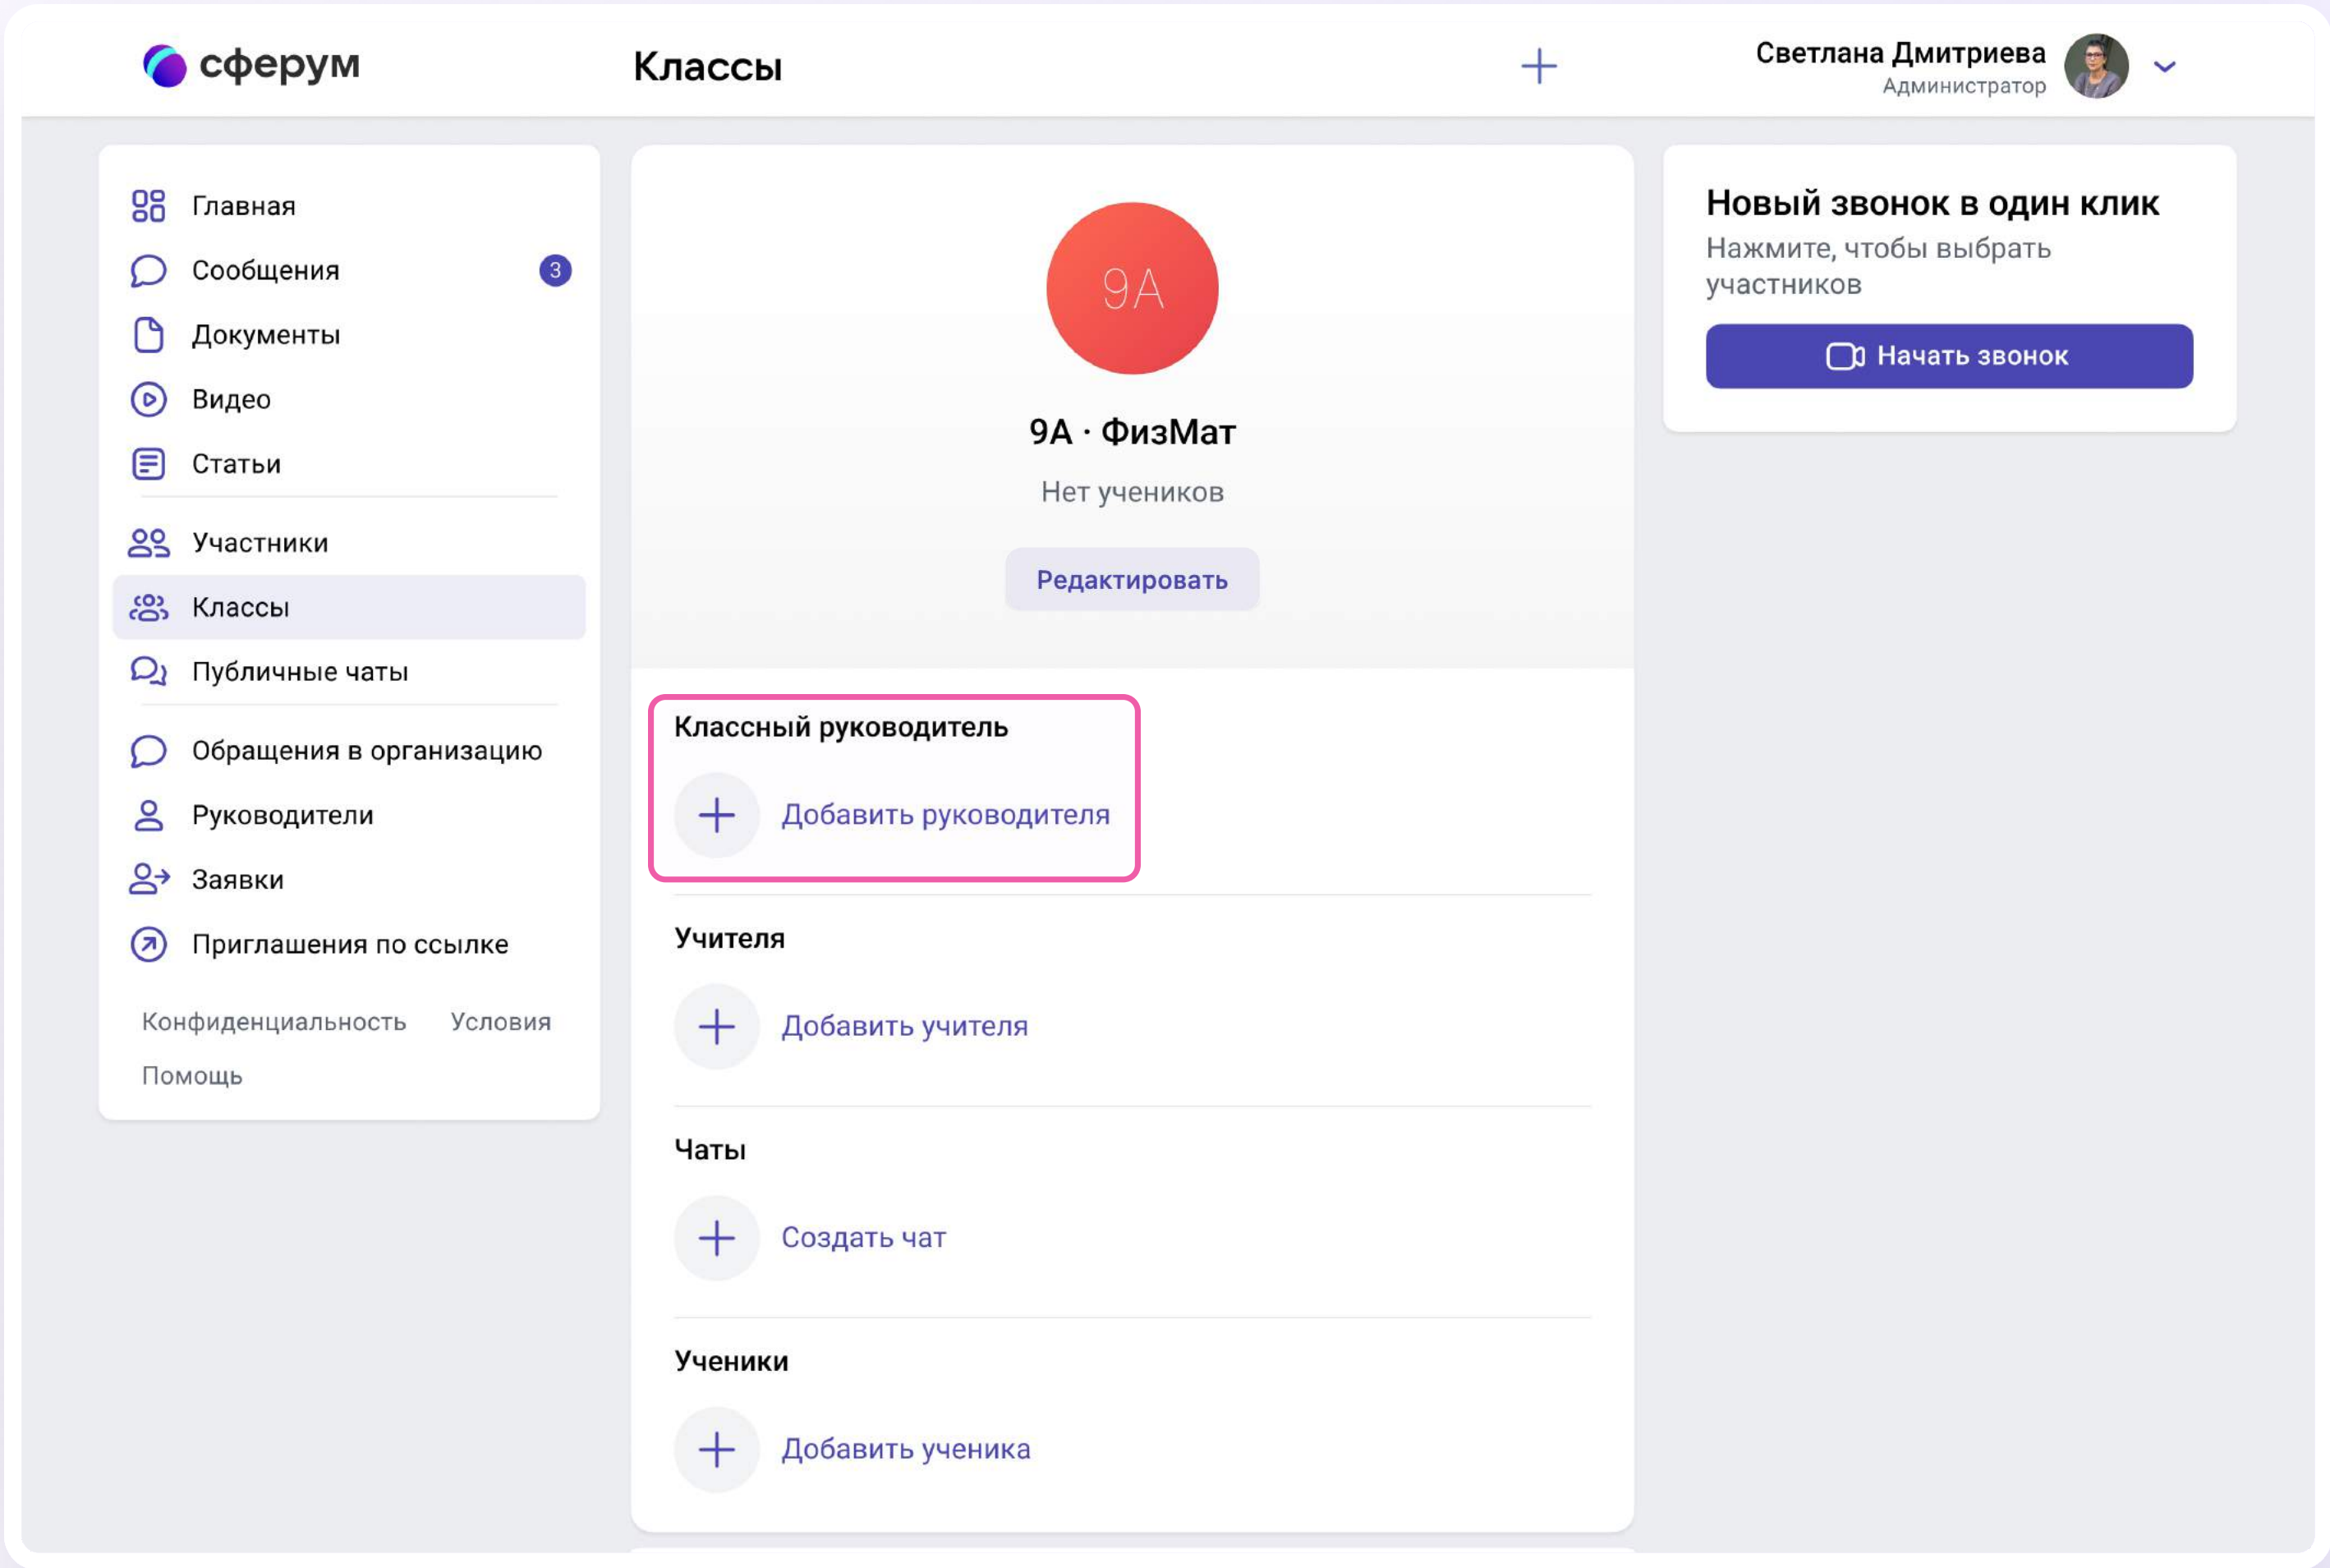 сферум
Классы
Светлана Дмитриева
Администратор
Главная
Сообщения
3
Документы
Видео
Статьи
Участники
Классы
Публичные чаты
Обращения в организацию
Руководители
Заявки
Приглашения по ссылке
Конфиденциальность Условия
Помощь
9А
9А · ФизМат
Нет учеников
Редактировать
Классный руководитель
Добавить руководителя
Учителя
Добавить учителя
Чаты
Создать чат
Ученики
Добавить ученика
Новый звонок в один клик
Нажмите, чтобы выбрать
участников
Начать звонок